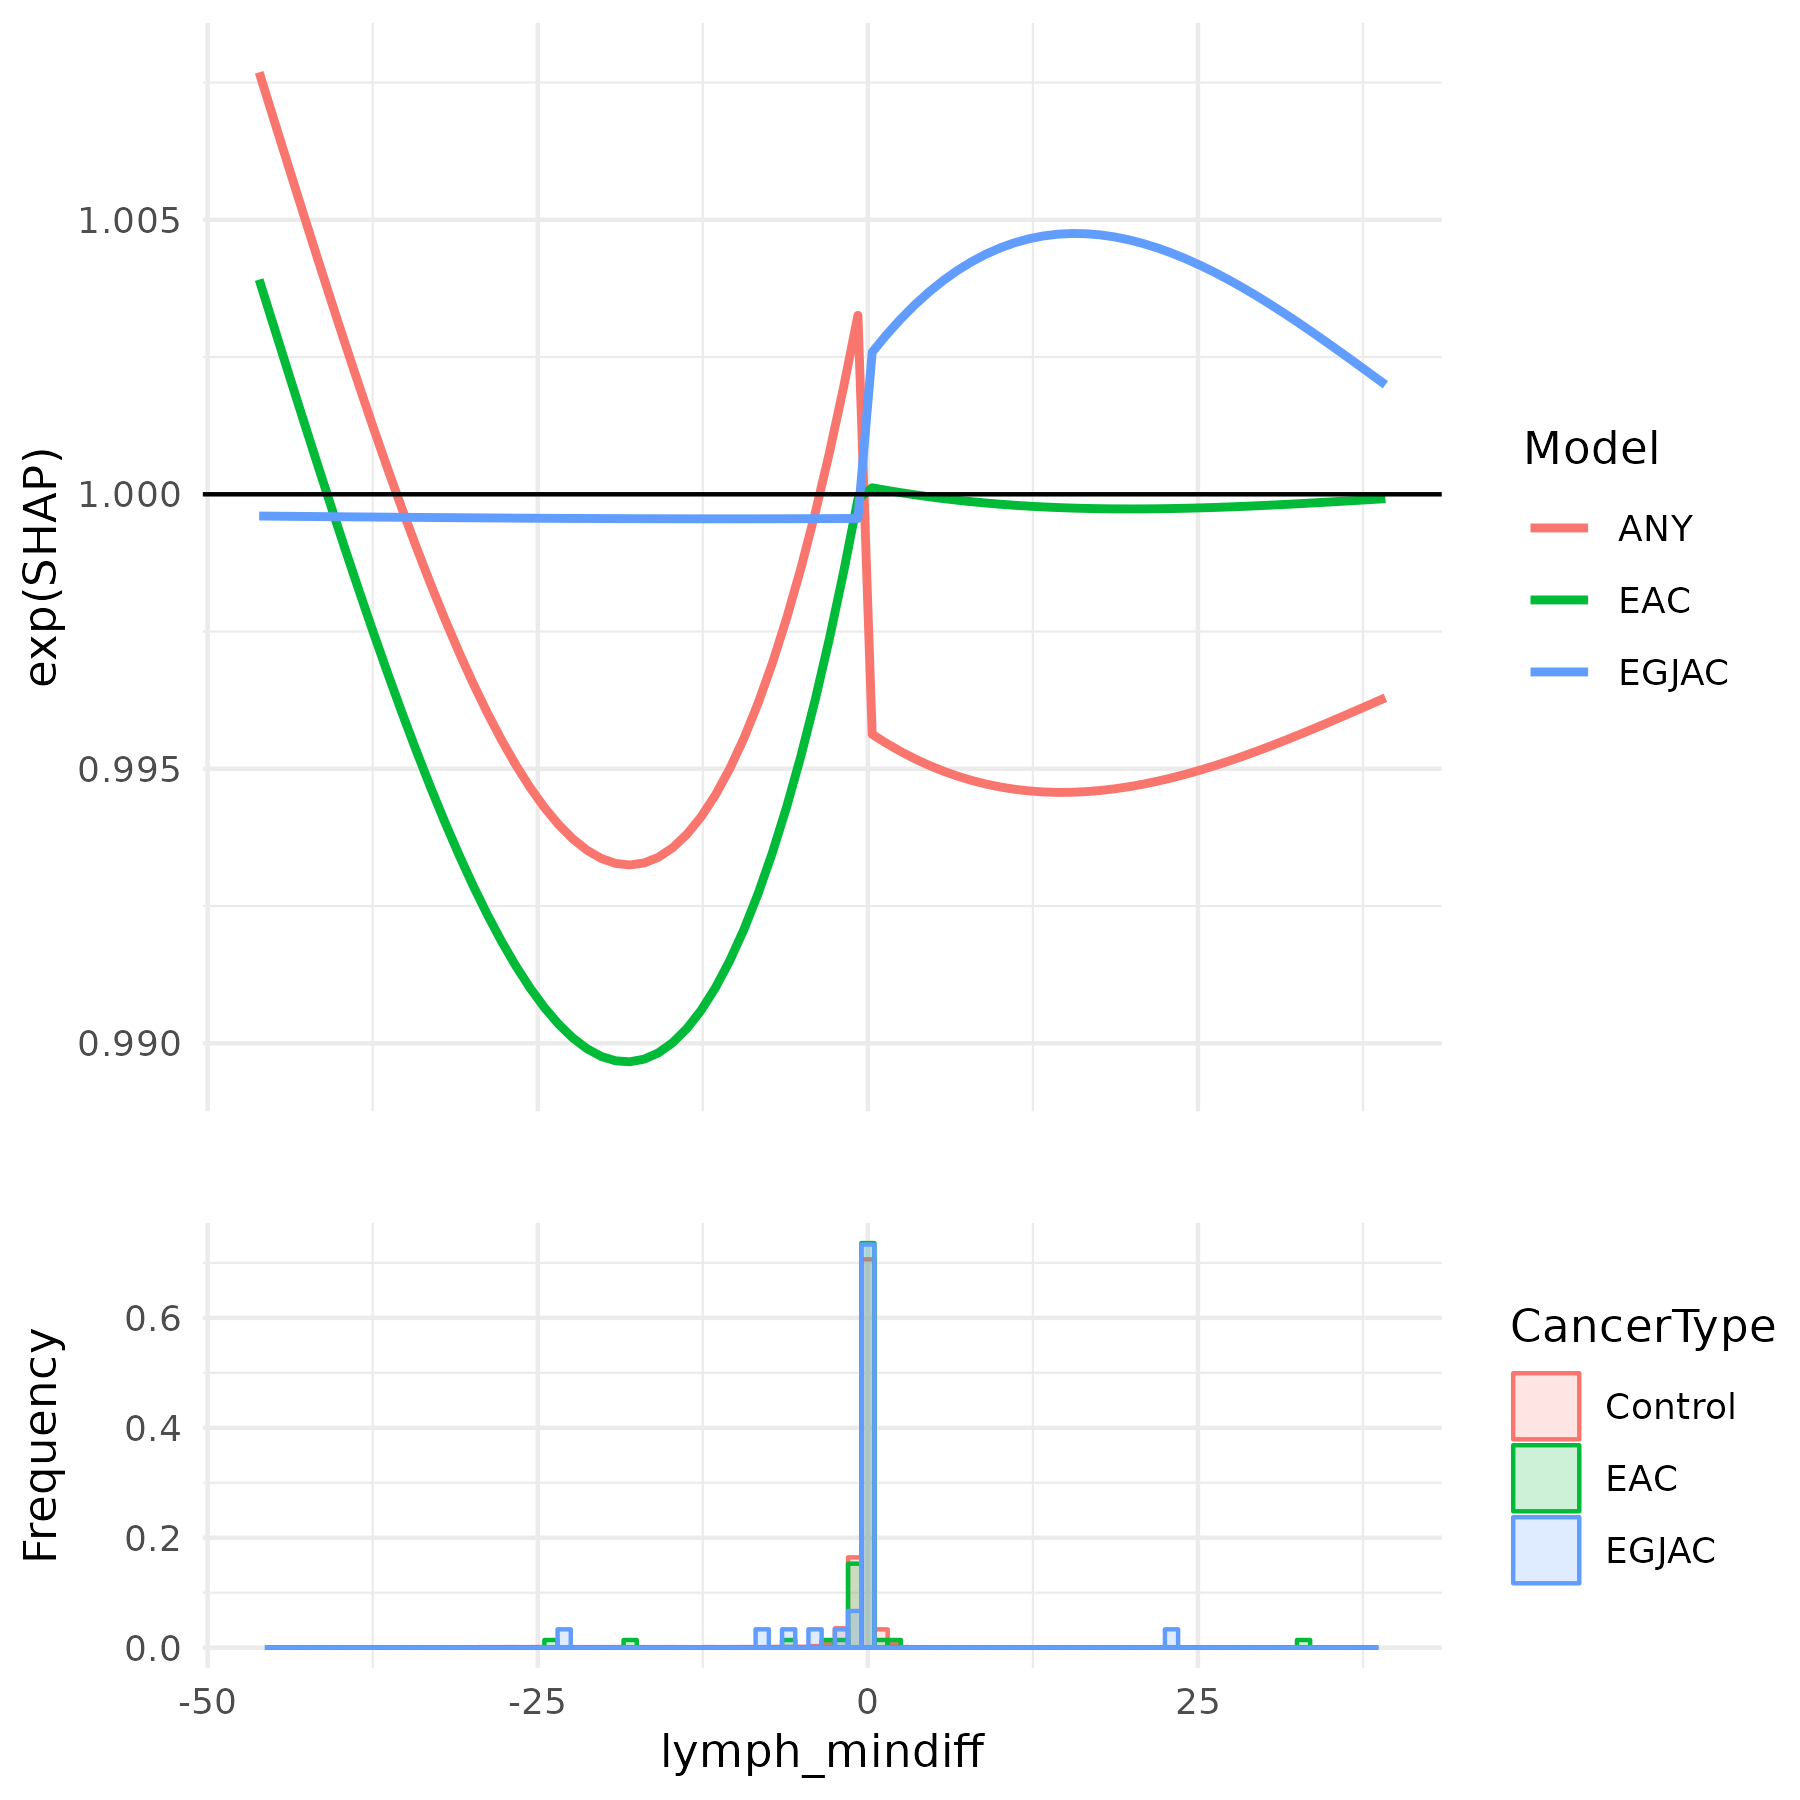 exp(SHAP)
1.005
1.000
0.995
0.990
Model
ANY
EAC
EGJAC
Frequency
0.6
0.4
0.2
0.0
-50
-25
0
25
lymph_mindiff
CancerType
Control
EAC
EGJAC